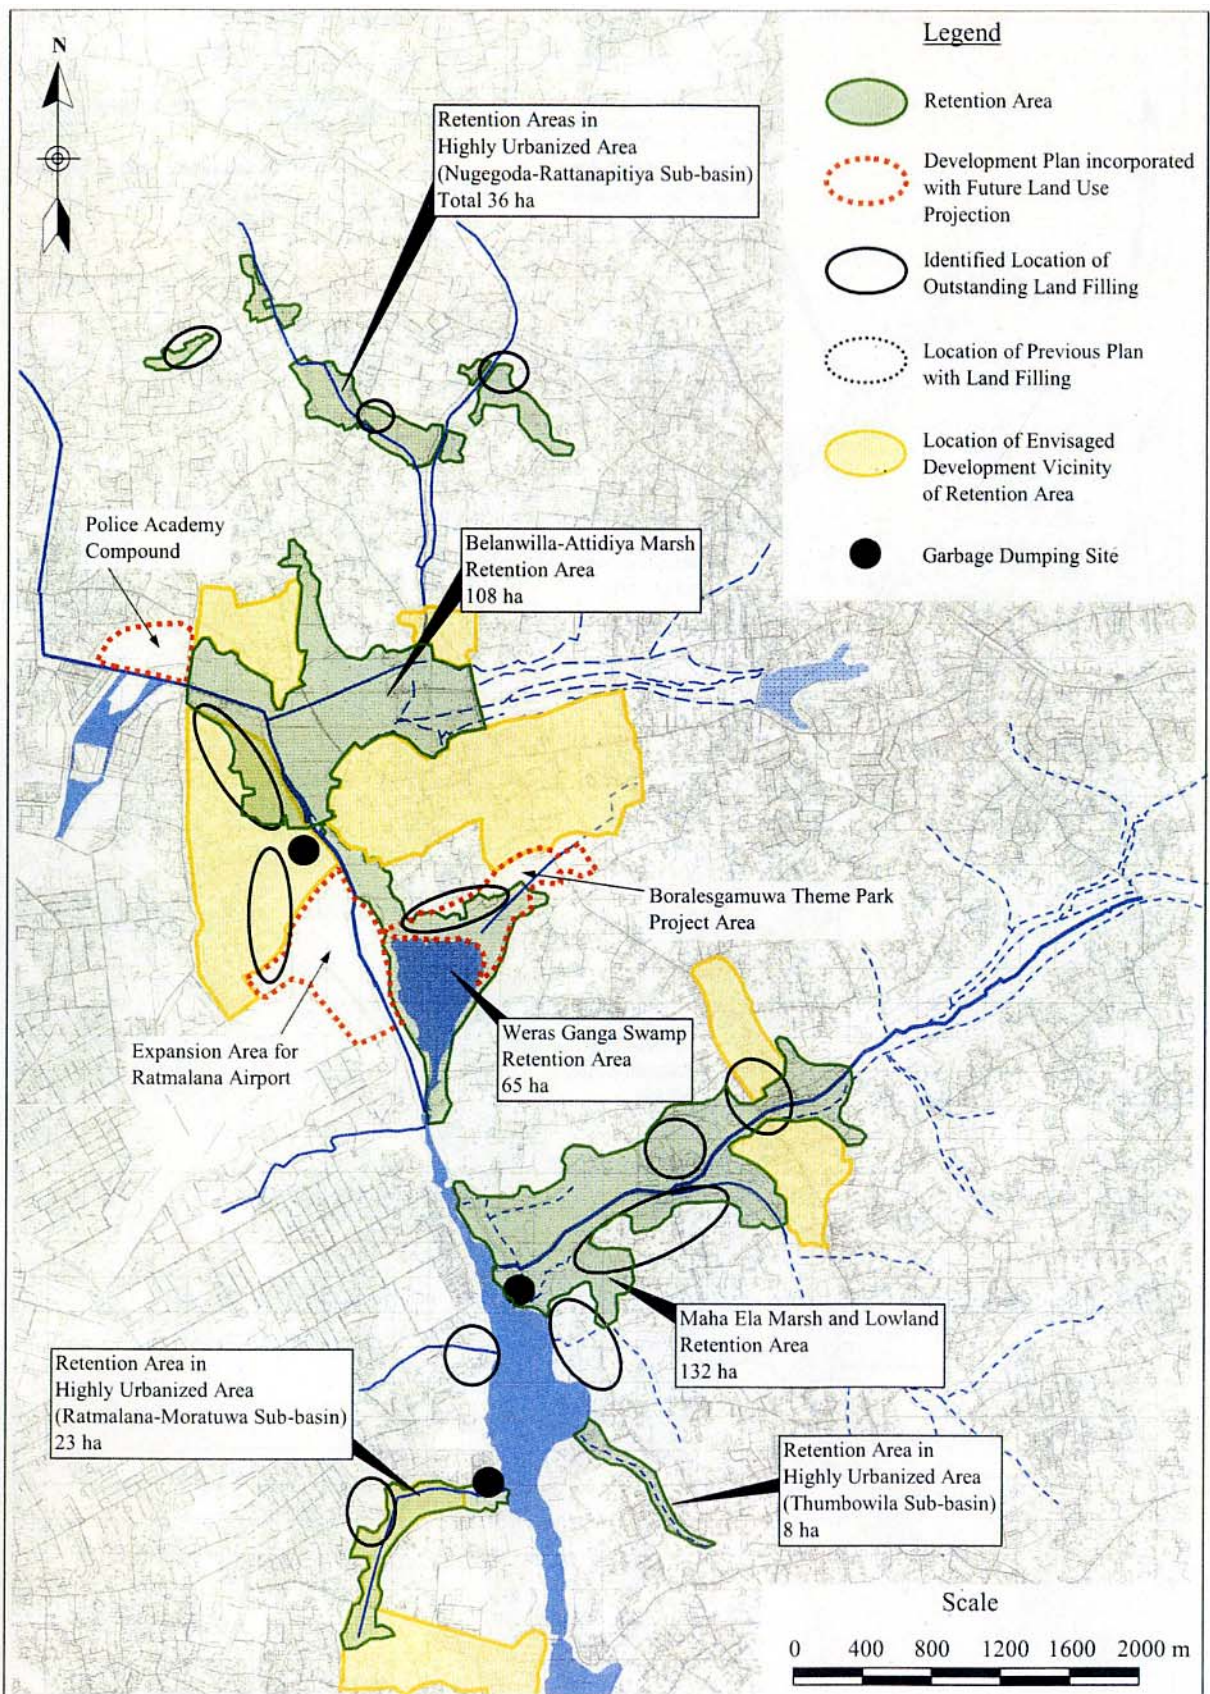 N
Legend
Retention Area
Development Plan incorporated
with Future Land Use
Projection
Identified Location of
Outstanding Land Filling
Location of Previous Plan
with Land Filling
Location of Envisaged
Development Vicinity
of Retention Area
Garbage Dumping Site
Retention Areas in
Highly Urbanized Area
(Nugegoda-Rattanapitiya Sub-basin)
Total 36 ha
Police Academy
Compound
Belanwilla-Attidiya Marsh
Retention Area
108 ha
Boralesgamuwa Theme Park
Project Area
Expansion Area for
Ratmalana Airport
Weras Ganga Swamp
Retention Area
65 ha
Maha Ela Marsh and Lowland
Retention Area
132 ha
Retention Area in
Highly Urbanized Area
(Ratmalana-Moratuwa Sub-basin)
23 ha
Retention Area in
Highly Urbanized Area
(Thumbowila Sub-basin)
8 ha
Scale
0 400 800 1200 1600 2000 m